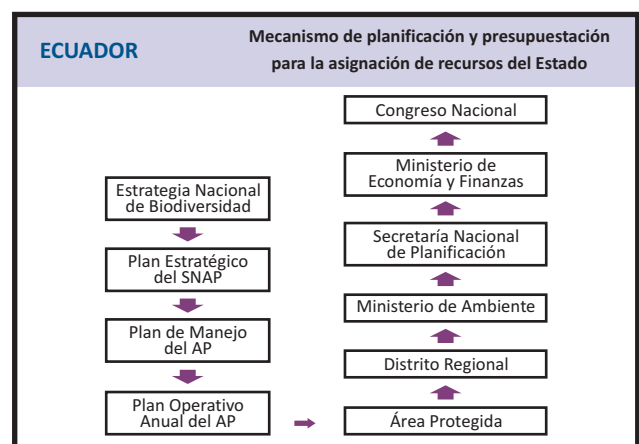 ECUADOR
Mecanismo de planificación y presupuestación
para la asignación de recursos del Estado
Estrategia Nacional
de Biodiversidad
Plan Estratégico
del SNAP
Plan de Manejo
del AP
Plan Operativo
Anual del AP
Congreso Nacional
Ministerio de
Economía y Finanzas
Secretaría Nacional
de Planificación
Ministerio de Ambiente
Distrito Regional
Área Protegida